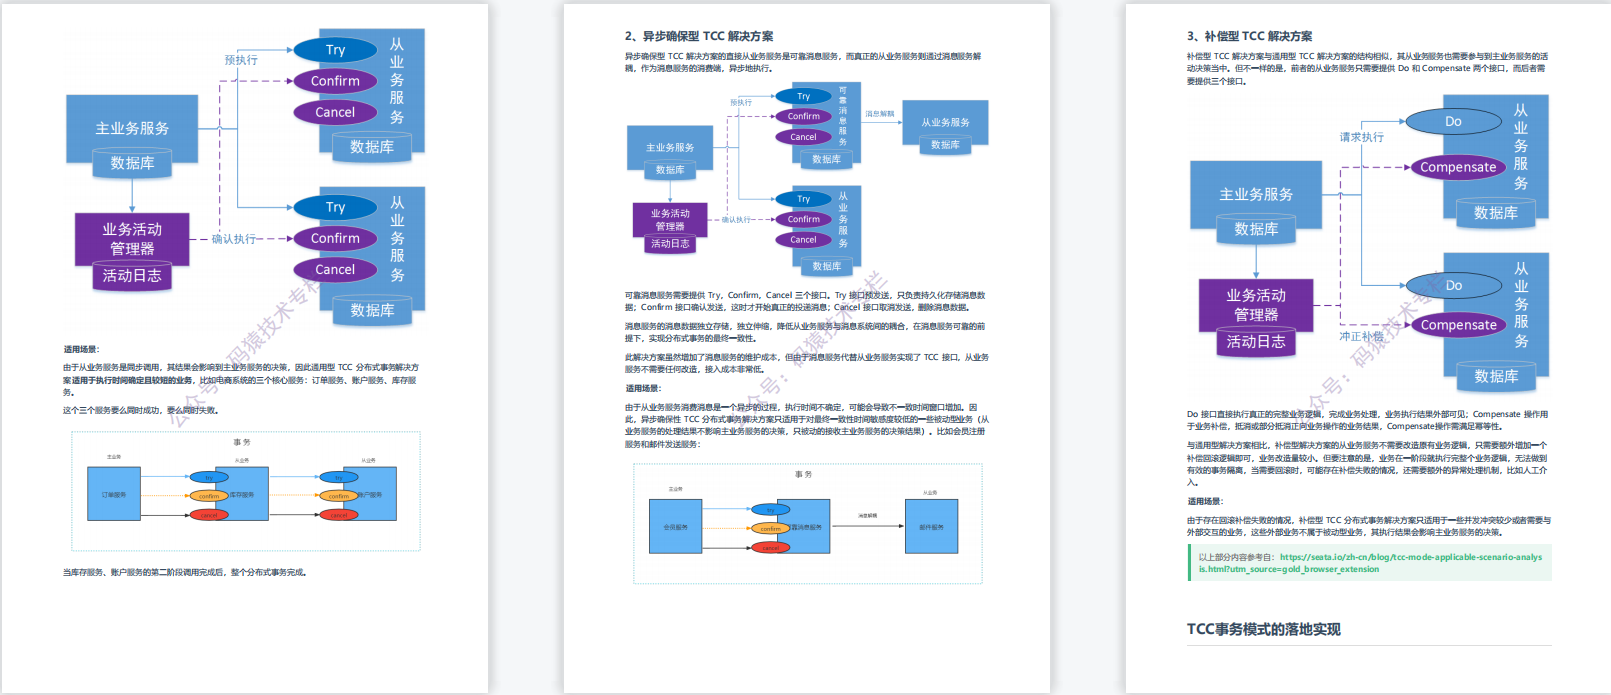 预执行
Try
Confirm
Cancel
从业务服务
数据库
主业务服务
数据库
业务活动
管理器
活动日志
确认执行
Try
Confirm
Cancel
从业务服务
数据库
适用场景：
由于从业务服务是同步调用，其结果会影响到主业务服务的决策，因此通用型 TCC 分布式事务解决方
案适用于执行时间确定且较短的业务，比如电商系统的三个核心服务：订单服务、账户服务、库存服
务。
这个三个服务要么同时成功，要么同时失败。
事 务
主业务
从业务
从业务
订单服务
try
confirm
cancel
库存服务
try
confirm
cancel
账户服务
当库存服务、账户服务的第二阶段调用完成后，整个分布式事务完成。
公众号：码猿技术专栏
2、异步确保型 TCC 解决方案
异步确保型 TCC 解决方案的直接从业务服务是可靠消息服务，而真正的从业务服务则通过消息服务解
耦，作为消息服务的消费端，异步地执行。
预执行
Try
Confirm
Cancel
可靠消息服务
数据库
消息解耦
从业务服务
数据库
主业务服务
数据库
业务活动
管理器
活动日志
确认执行
Try
Confirm
Cancel
从业务服务
数据库
可靠消息服务需要提供 Try，Confirm，Cancel 三个接口。Try 接口预发送，只负责持久化存储消息数
据；Confirm 接口确认发送，这时才开始真正的投递消息；Cancel 接口取消发送，删除消息数据。
消息服务的消息数据独立存储，独立伸缩，降低从业务服务与消息系统间的耦合，在消息服务可靠的前
提下，实现分布式事务的最终一致性。
此解决方案虽然增加了消息服务的维护成本，但由于消息服务代替从业务服务实现了 TCC 接口，从业务
服务不需要任何改造，接入成本非常低。
适用场景：
由于从业务服务消费消息是一个异步的过程，执行时间不确定，可能会导致不一致时间窗口增加。因
此，异步确保性 TCC 分布式事务解决方案只适用于对最终一致性时间敏感度较低的一些被动型业务（从
业务服务的处理结果不影响主业务服务的决策，只被动的接收主业务服务的决策结果）。比如会员注册
服务和邮件发送服务：
事 务
主业务
从业务
会员服务
try
confirm
cancel
可靠消息服务
消息解耦
邮件服务
公众号：码猿技术专栏
3、补偿型 TCC 解决方案
补偿型 TCC 解决方案与通用型 TCC 解决方案的结构相似，其从业务服务也需要参与到主业务服务的活
动决策当中。但不一样的是，前者的从业务服务只需要提供 Do 和 Compensate 两个接口，而后者需
要提供三个接口。
请求执行
Do
Compensate
从业务服务
数据库
主业务服务
数据库
业务活动
管理器
活动日志
冲正补偿
Do
Compensate
从业务服务
数据库
Do 接口直接执行真正的完整业务逻辑，完成业务处理，业务执行结果外部可见；Compensate 操作用
于业务补偿，抵消或部分抵消正向业务操作的业务结果，Compensate操作需满足幂等性。
与通用型解决方案相比，补偿型解决方案的从业务服务不需要改造原有业务逻辑，只需要额外增加一个
补偿回滚逻辑即可，业务改造量较小。但要注意的是，业务在一阶段就执行完整个业务逻辑，无法做到
有效的事务隔离，当需要回滚时，可能存在补偿失败的情况，还需要额外的异常处理机制，比如人工介
入。
适用场景：
由于存在回滚补偿失败的情况，补偿型 TCC 分布式事务解决方案只适用于一些并发冲突较少或者需要与
外部交互的业务，这些外部业务不属于被动型业务，其执行结果会影响主业务服务的决策。
以上部分内容参考自：https://seata.io/zh-cn/blog/tcc-mode-applicable-scenario-analys
is.html?utm_source=gold_browser_extension
TCC事务模式的落地实现
公众号：码猿技术专栏